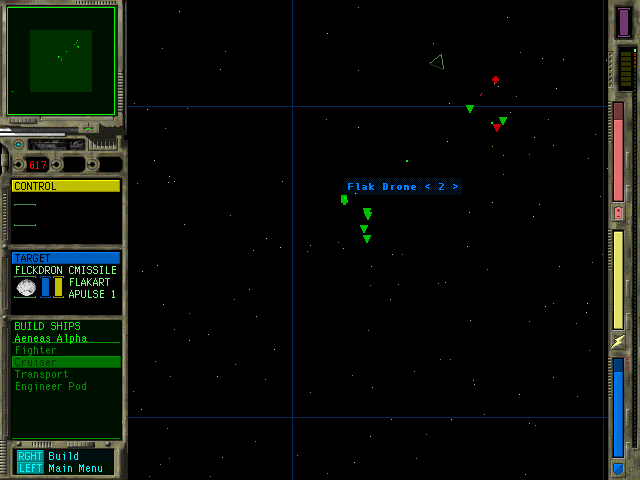 017
CONTROL
Flak Drone < 2 >
TARGET
FLCKDRON CMISSILE
FLAKART
APULSE 1
BUILD SHIPS
Aeneas Alpha
Fighter
Cruiser
Transport
Engineer Pod
RGHT Build
LEFT Main Menu